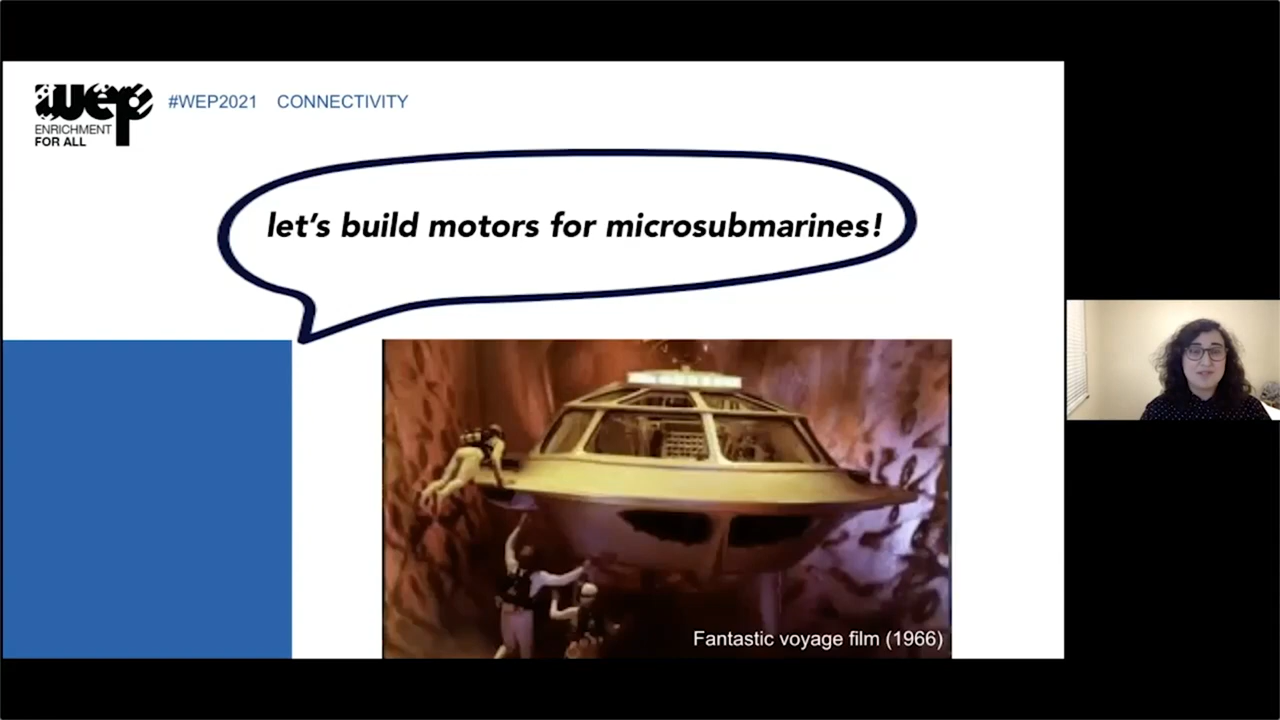 wep
ENRICHMENT
FOR ALL
#WEP2021 CONNECTIVITY
let's build motors for microsubmarines!
Fantastic voyage film (1966)